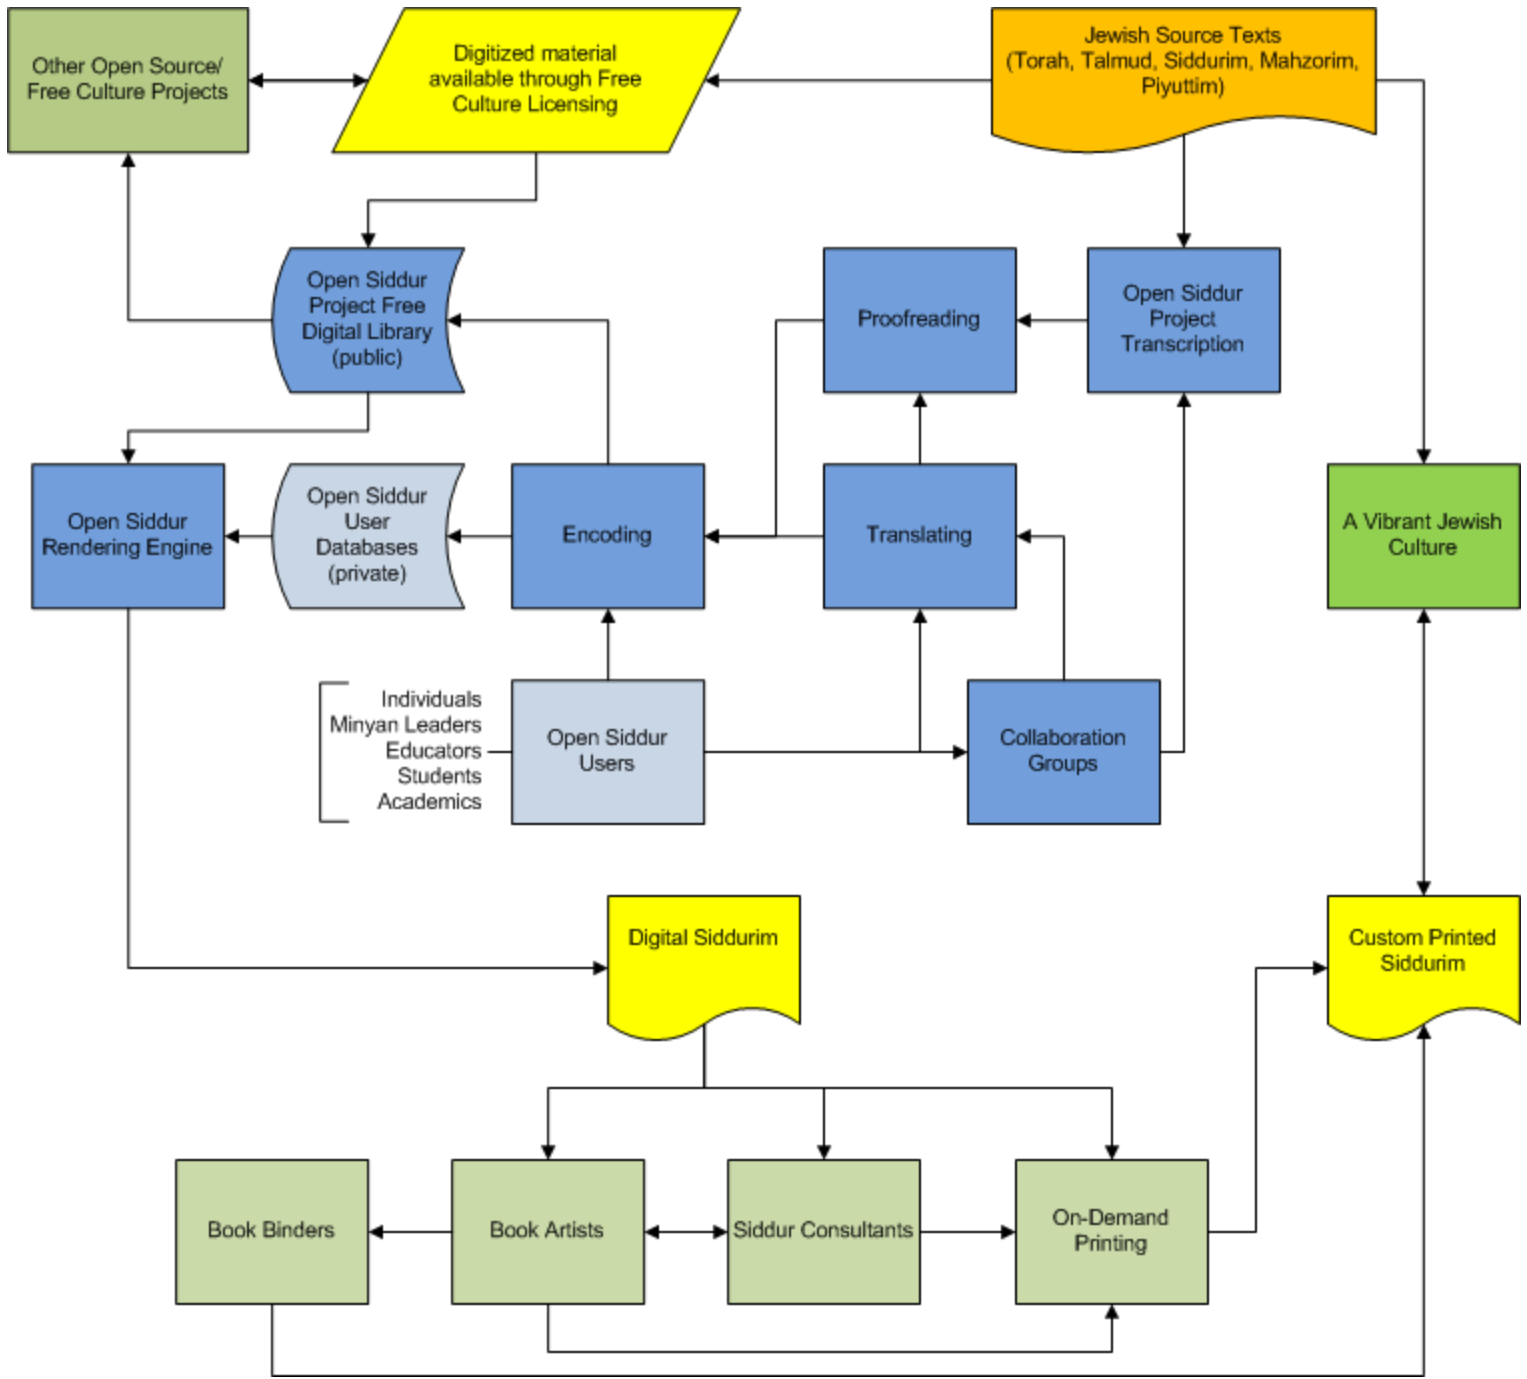 Other Open Source/
Free Culture Projects
Digitized material
available through Free
Culture Licensing
Jewish Source Texts
(Torah, Talmud, Siddurim, Mahzorim,
Piyuttim)
Open Siddur
Project Free
Digital Library
(public)
Proofreading
Open Siddur
Project
Transcription
Open Siddur
Rendering Engine
Open Siddur
User
Databases
(private)
Encoding
Translating
A Vibrant Jewish
Culture
Individuals
Minyan Leaders
Educators
Students
Academics
Open Siddur
Users
Collaboration
Groups
Digital Siddurim
Custom Printed
Siddurim
Book Binders
Book Artists
Siddur Consultants
On-Demand
Printing